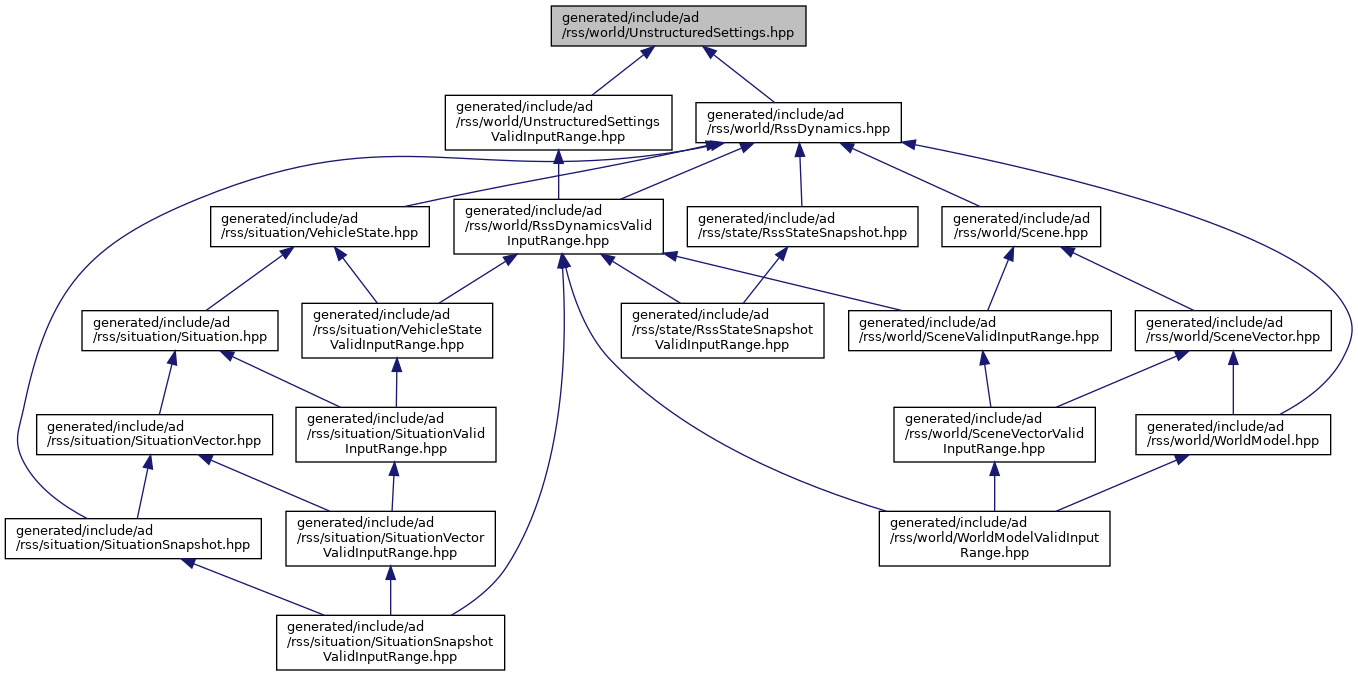 generated/include/ad
/rss/world/UnstructuredSettings.hpp
generated/include/ad
/rss/world/UnstructuredSettings
ValidInputRange.hpp
generated/include/ad
/rss/world/RssDynamics.hpp
generated/include/ad
/rss/situation/VehicleState.hpp
generated/include/ad
/rss/world/RssDynamicsValid
InputRange.hpp
generated/include/ad
/rss/state/RssStateSnapshot.hpp
generated/include/ad
/rss/world/Scene.hpp
generated/include/ad
/rss/situation/Situation.hpp
generated/include/ad
/rss/situation/VehicleState
ValidInputRange.hpp
generated/include/ad
/rss/state/RssStateSnapshot
ValidInputRange.hpp
generated/include/ad
/rss/world/SceneValidInputRange.hpp
generated/include/ad
/rss/world/SceneVector.hpp
generated/include/ad
/rss/situation/SituationVector.hpp
generated/include/ad
/rss/situation/SituationValid
InputRange.hpp
generated/include/ad
/rss/world/SceneVectorValid
InputRange.hpp
generated/include/ad
/rss/world/WorldModel.hpp
generated/include/ad
/rss/situation/SituationSnapshot.hpp
generated/include/ad
/rss/situation/SituationVector
ValidInputRange.hpp
generated/include/ad
/rss/world/WorldModelValidInput
Range.hpp
generated/include/ad
/rss/situation/SituationSnapshot
ValidInputRange.hpp